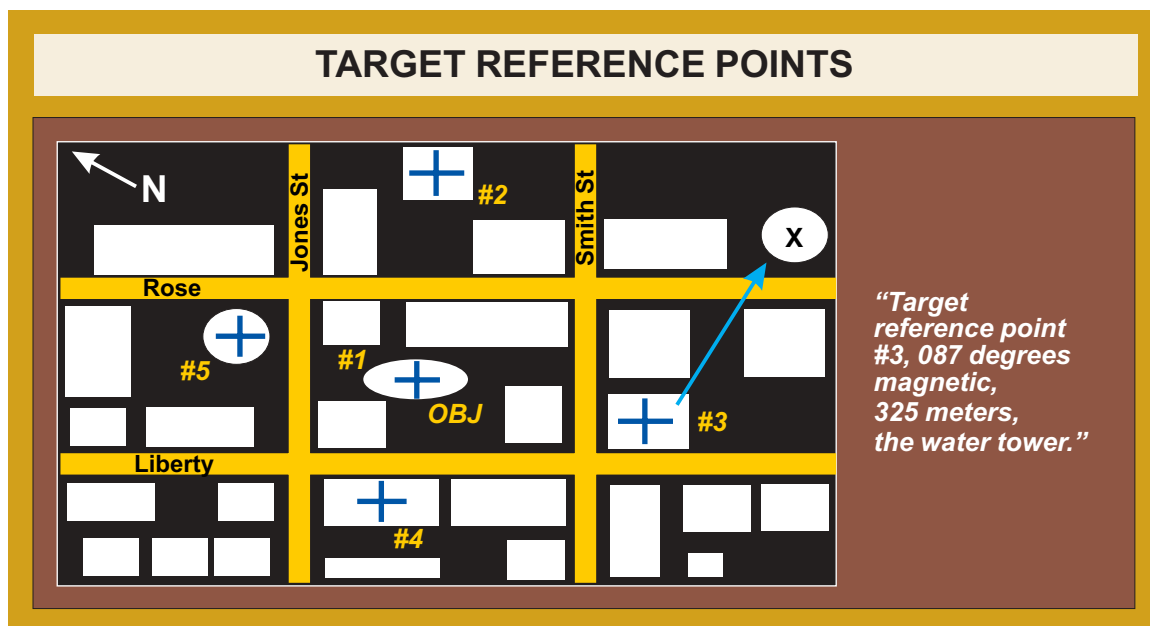 TARGET REFERENCE POINTS
N
Jones St
#2
Smith St
X
Rose
#5
#1
OBJ
#3
“Target
reference point
#3, 087 degrees
magnetic,
325 meters,
the water tower.”
Liberty
#4